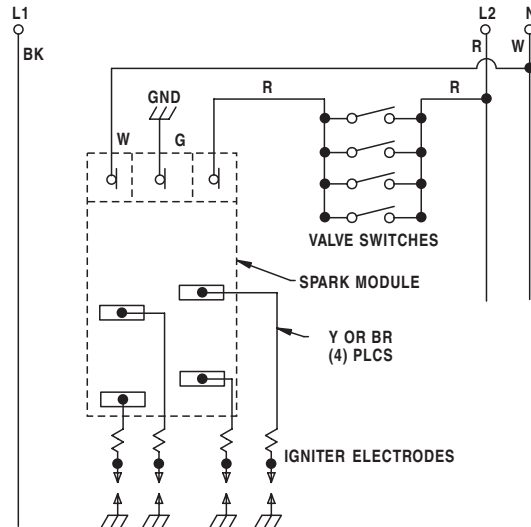 L1
L2
N
BK
R
W
GND
R
R
W
G
VALVE SWITCHES
SPARK MODULE
Y OR BR
(4) PLCS
IGNITER ELECTRODES